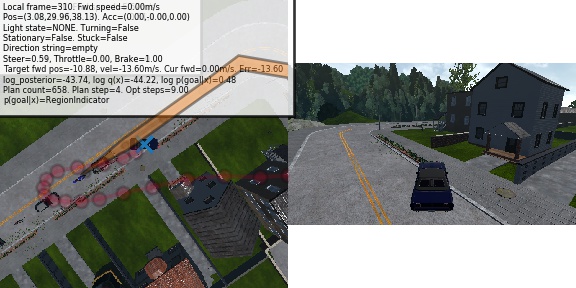 Local frame=310. Fwd.speed=0.00m/s
Pos=(3.08,29.96,38.13). Acc=(0.00,-0.00,0.00)
Light state=NONE. Turning=False
Stationary=False. Stuck=False
Direction string=empty
Steer=0.59, Throttle=0.00, Brake=1.00
Target fwd pos=-10.88, vel=-13.60m/s. Cur fwd=0.00m/s, Err=-13.60
log_posterior=-43.74, log q(x)=-44.22, log p(goal|x)=0.48
Plan count=658. Plan step=4. Opt steps=9.00
p(goal|x)=RegionIndicator